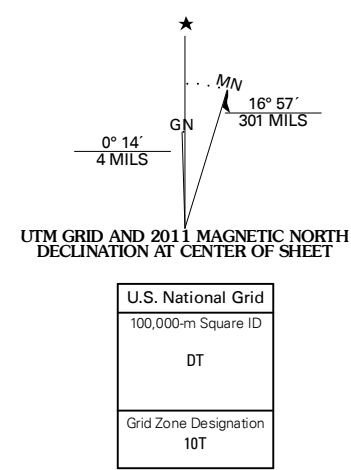 MN
GN
16° 57´
301 MILS
0° 14´
4 MILS
UTM GRID AND 2011 MAGNETIC NORTH
DECLINATION AT CENTER OF SHEET
U.S. National Grid
100,000-m Square ID
DT
Grid Zone Designation
10T